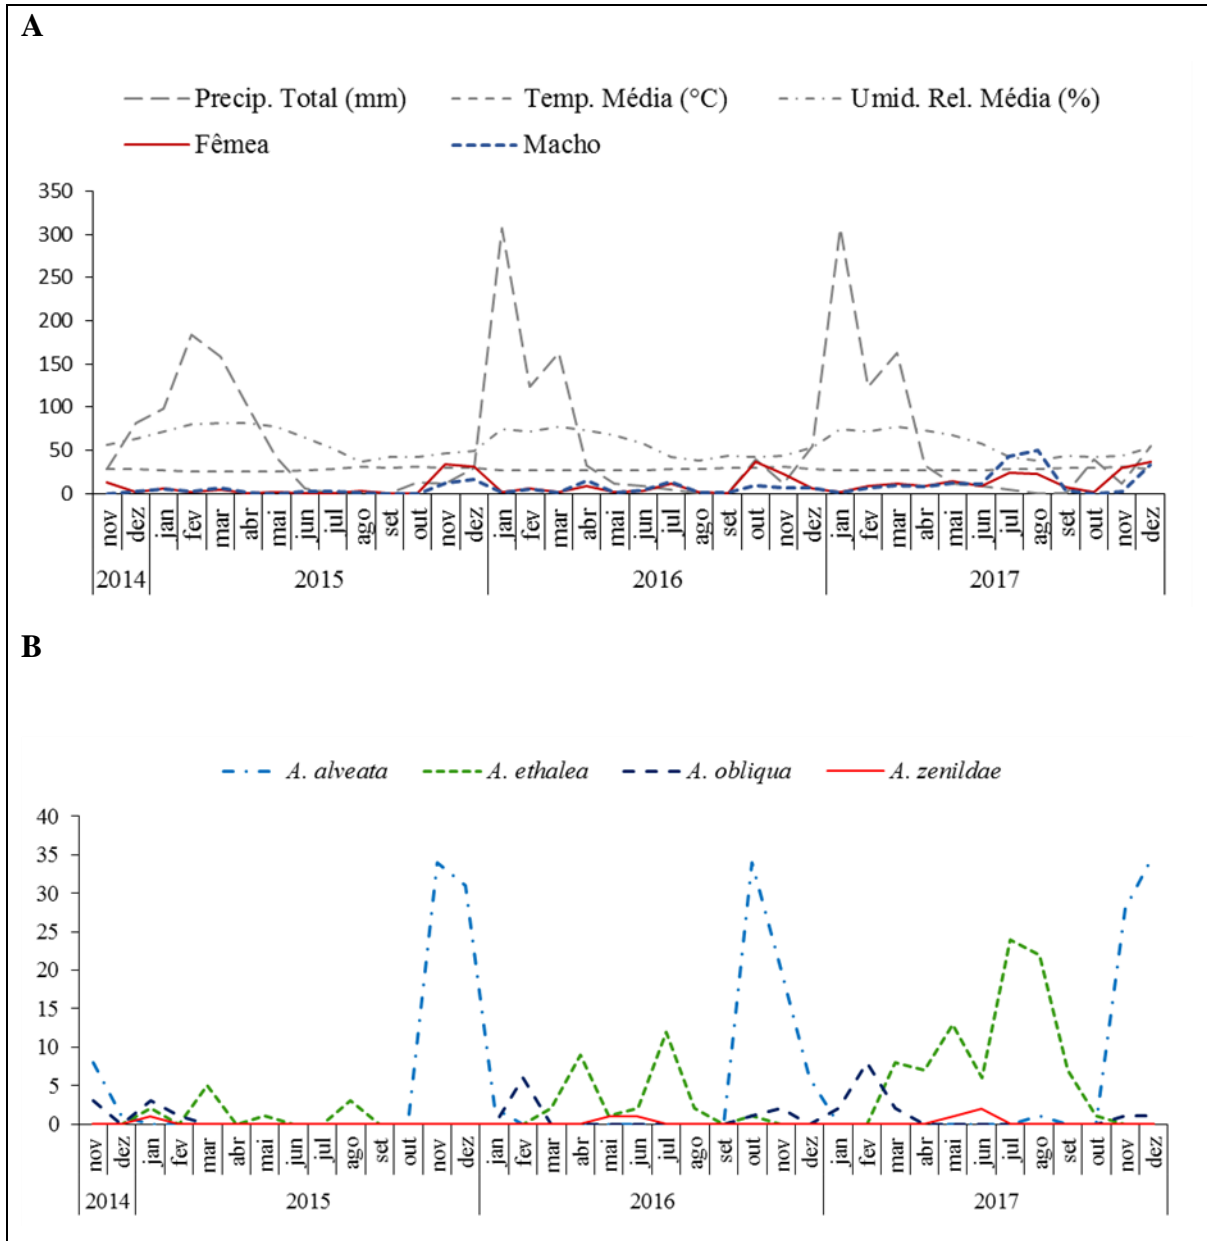 A
Precip. Total (mm) Temp. Média (°C) Umid. Rel. Média (%)
Fêmea Macho
350
300
250
200
150
100
50
0
nov dez jan fev mar abr mai jun jul ago set out nov dez jan fev mar abr mai jun jul ago set out nov dez jan fev mar abr mai jun jul ago set out nov dez
2014 2015 2016 2017
B
A. alveata A. ethalea A. obliqua A. zenildae
40
35
30
25
20
15
10
5
0
nov dez jan fev mar abr mai jun jul ago set out nov dez jan fev mar abr mai jun jul ago set out nov dez jan fev mar abr mai jun jul ago set out nov dez
2014 2015 2016 2017